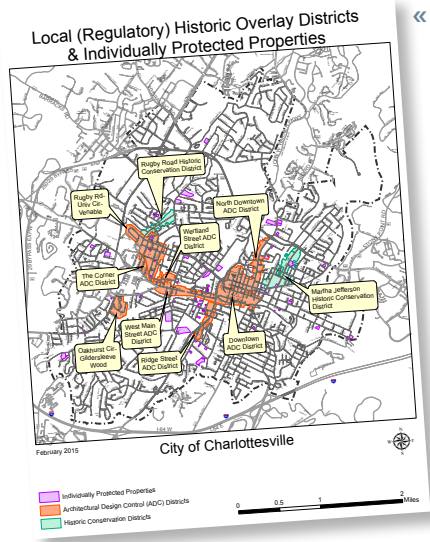 «
Local (Regulatory) Historic Overlay Districts
& Individually Protected Properties
Rugby Road Historic
Conservation District
Rugby Rd-
Univ Cir-
Venable
North Downtown
ADC District
Wertland
Street ADC
District
The Corner
ADC District
Martha Jefferson
Historic Conservation
District
West Main
Street ADC
District
Downtown
ADC District
Oakhurst Cir-
Gildersleeve
Wood
Ridge Street
ADC District
I-64 W
February 2015
City of Charlottesville
N
W
E
S
Individually Protected Properties
Architectural Design Control (ADC) Districts
Historic Conservation Districts
0 0.5 1 2
Miles